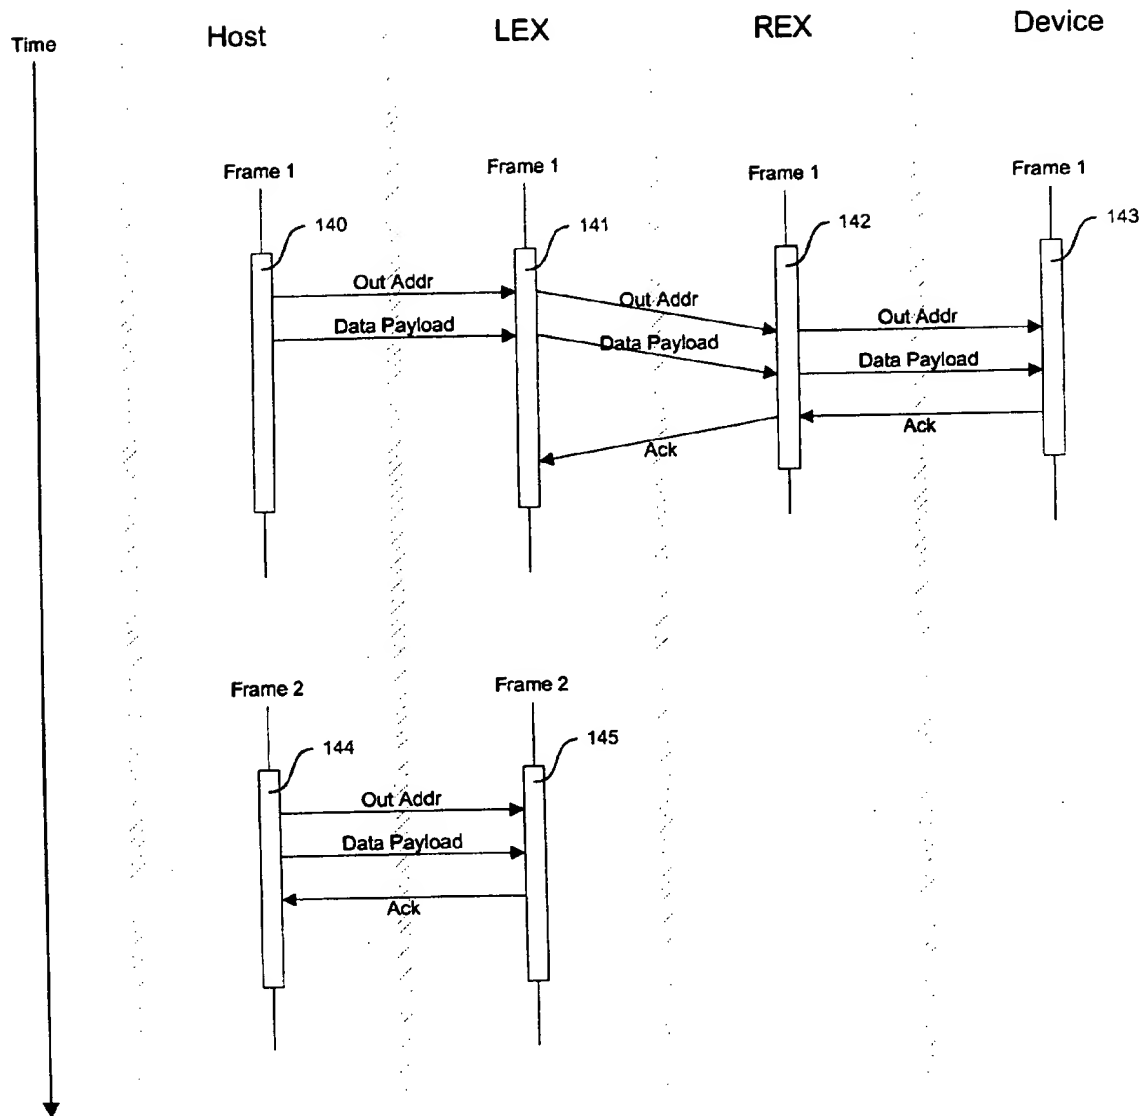 Time
Host
LEX
REX
Device
Frame 1
Frame 1
Frame 1
Frame 1
140
141
142
143
Out Addr
Out Addr
Out Addr
Data Payload
Data Payload
Data Payload
Ack
Ack
Frame 2
Frame 2
144
145
Out Addr
Data Payload
Ack